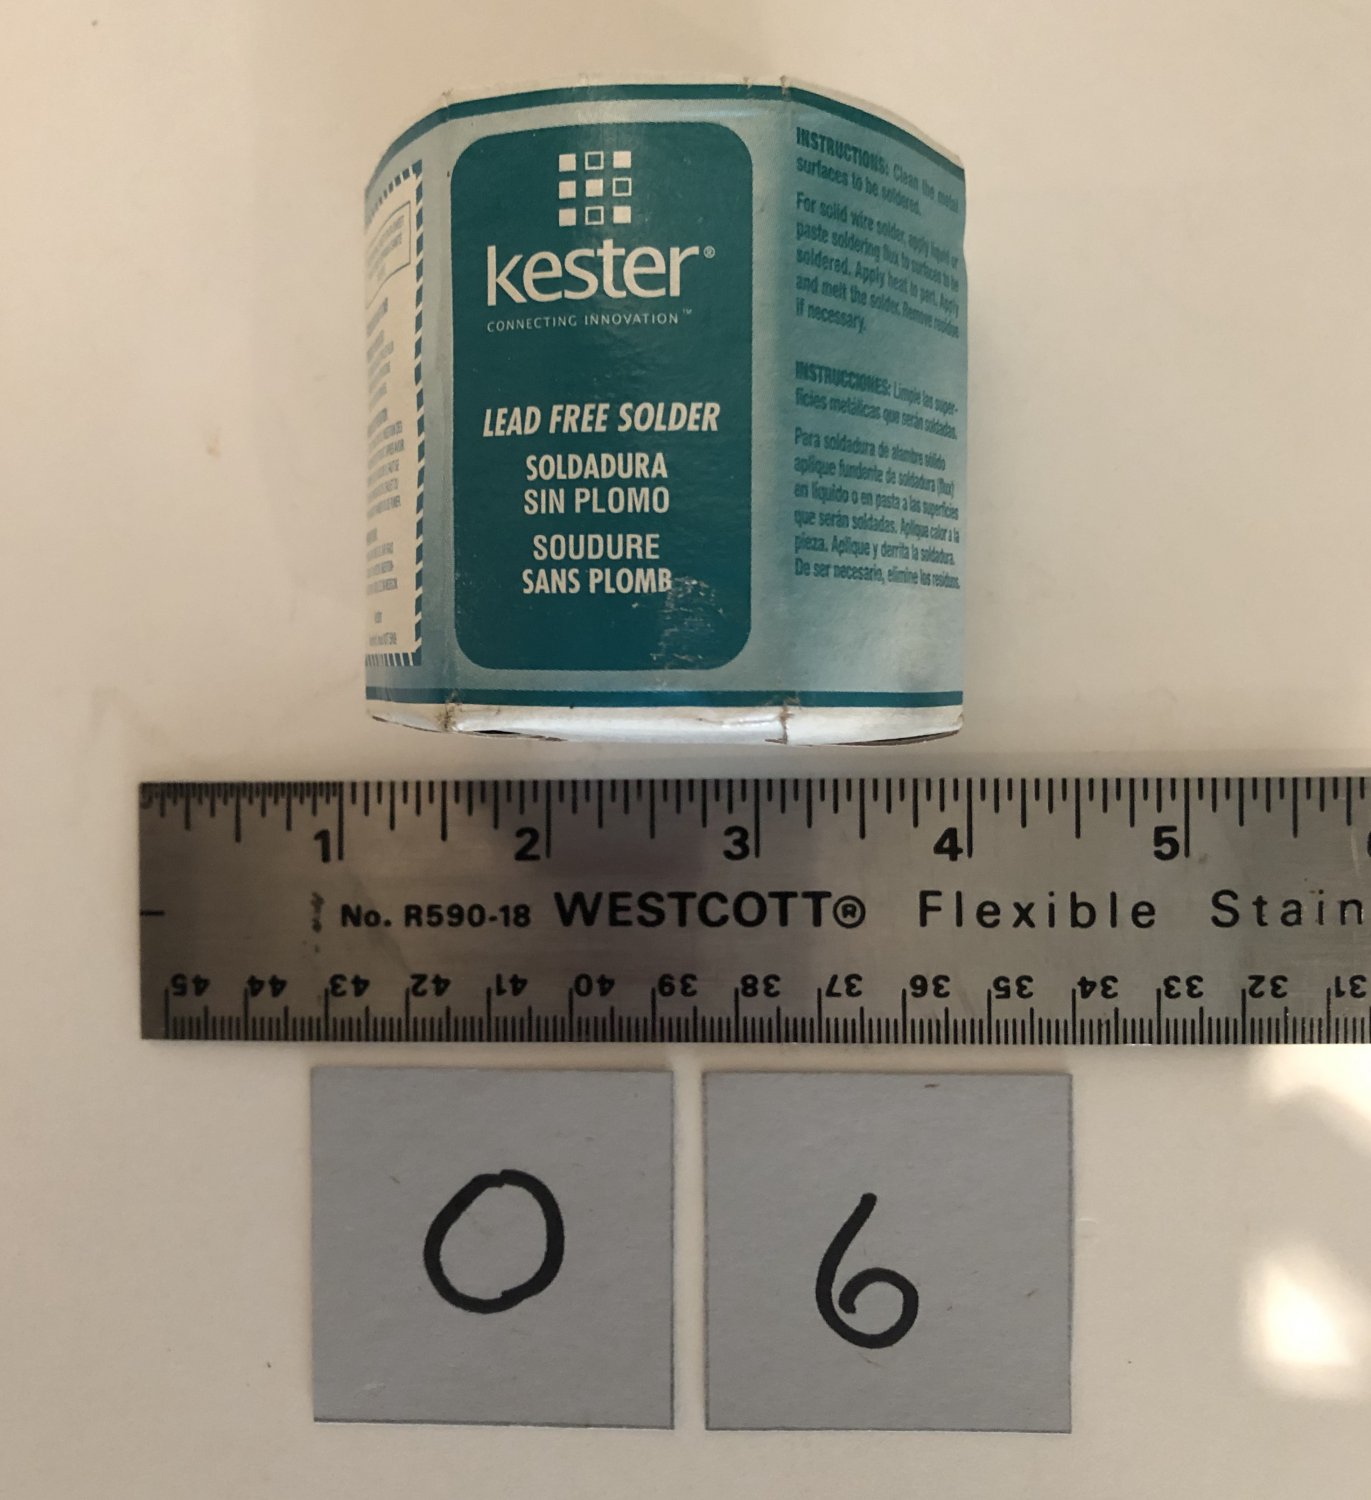 kester®
CONNECTING INNOVATION™
LEAD FREE SOLDER
SOLDADURA
SIN PLOMO
SOUDURE
SANS PLOMB
INSTRUCTIONS: Clean the metal
surfaces to be soldered.
For solid wire solder, apply liquid or
paste soldering flux to surfaces to be
soldered. Apply heat to part. Apply
and melt the solder. Remove residue
if necessary.
INSTRUCCIONES: Limpie las super-
ficies metálicas que serán soldadas.
Para soldadura de alambre sólido
aplique fundente de soldadura (flux)
en líquido o en pasta a las superficies
que serán soldadas. Aplique calor a la
pieza. Aplique y derrita la soldadura.
De ser necesario, elimine los residuos.
1 2 3 4 5
No. R590-18 WESTCOTT® Flexible Stain
45 44 43 42 41 40 39 38 37 36 35 34 33 32 31
0 6